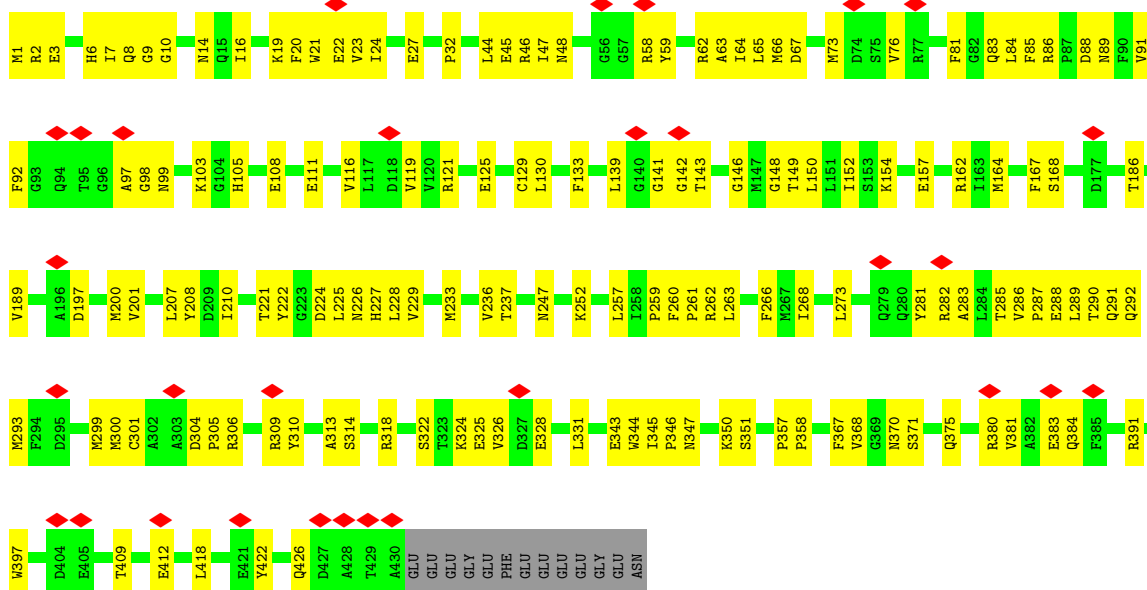 M1 R2 E3 H6 I7 Q8 G9 G10 N14 Q15 I16 K19 F20 W21 E22 V23 I24 E27 P32 L44 E45 R46 I47 N48 G56 G57 R58 Y59 R62 A63 I64 L65 M66 D67 M73 D74 S75 V76 R77 F81 G82 Q83 L84 F85 R86 P87 D88 N89 F90 V91
F92 G93 Q94 T95 G96 A97 G98 N99 K103 G104 H105 E108 E111 V116 L117 D118 V119 V120 R121 E125 C129 L130 F133 L139 G140 G141 G142 T143 G146 M147 G148 T149 L150 L151 I152 S153 K154 E157 R162 I163 M164 F167 S168 D177 T186
V189 A196 D197 M200 V201 L207 Y208 D209 I210 T221 Y222 G223 D224 L225 N226 H227 L228 V229 M233 V236 T237 N247 K252 L257 I258 P259 F260 P261 R262 L263 F266 M267 I268 L273 Q279 Q280 Y281 R282 A283 L284 T285 V286 P287 E288 L289 T290 Q291 Q292
M293 F294 D295 M299 M300 C301 A302 A303 D304 P305 R306 R309 Y310 A313 S314 R318 S322 T323 K324 E325 V326 D327 E328 L331 E343 W344 I345 P346 N347 K350 S351 P357 P358 F367 V368 G369 N370 S371 Q375 R380 V381 A382 E383 Q384 F385 R391
W397 D404 E405 T409 E412 L418 E421 Y422 Q426 D427 A428 T429 A430 GLU GLU GLU GLY GLU PHE GLU GLU GLU GLU GLY GLU ASN